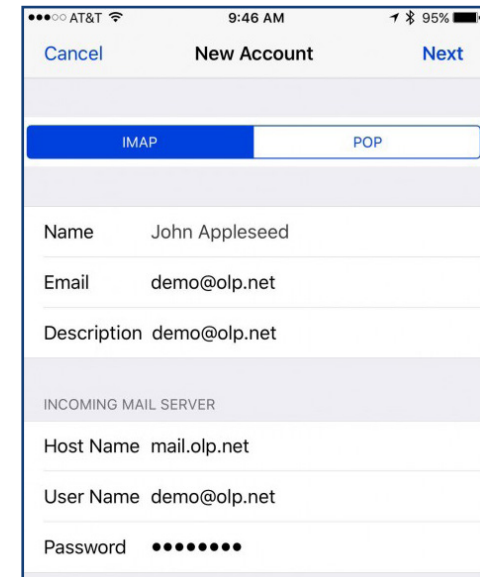 AT&T 9:46 AM 95%
Cancel New Account Next
IMAP POP
Name John Appleseed
Email demo@olp.net
Description demo@olp.net
INCOMING MAIL SERVER
Host Name mail.olp.net
User Name demo@olp.net
Password ●●●●●●●●